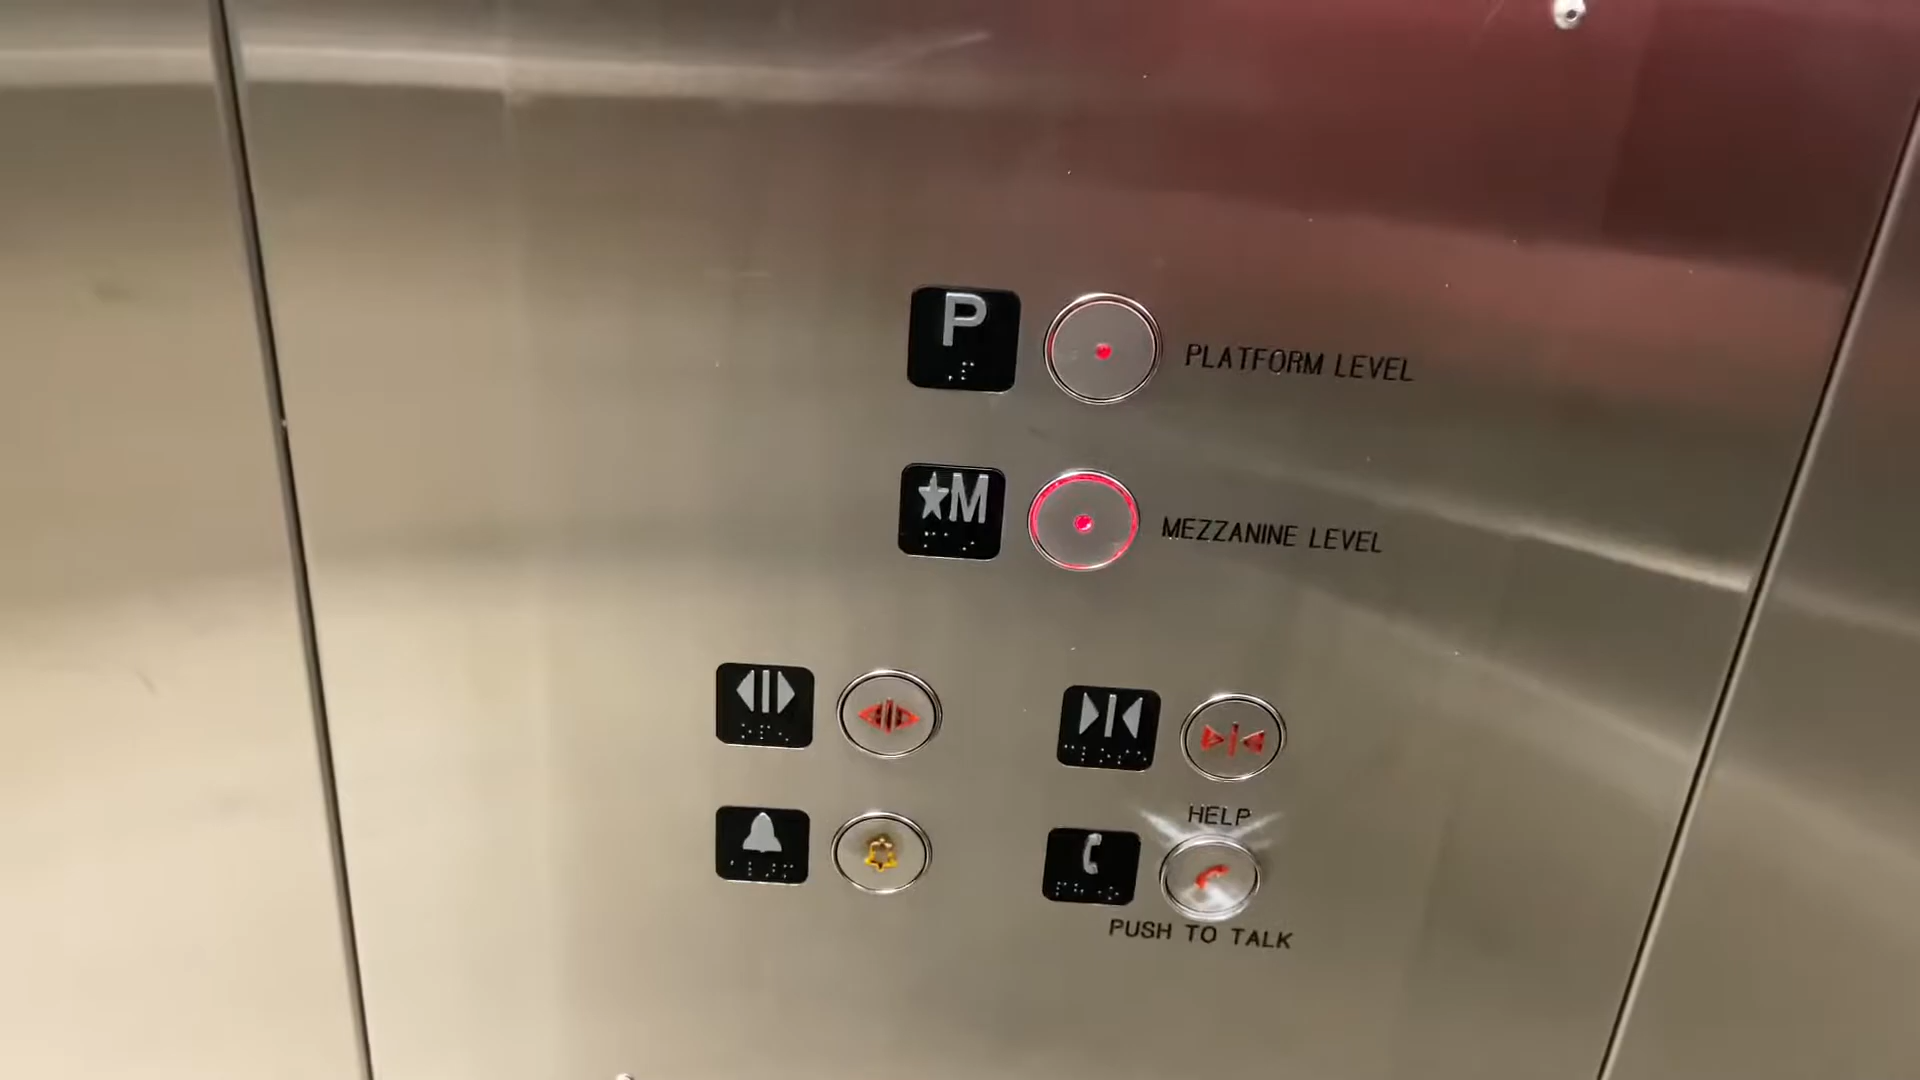 P PLATFORM LEVEL
★M MEZZANINE LEVEL
HELP
PUSH TO TALK